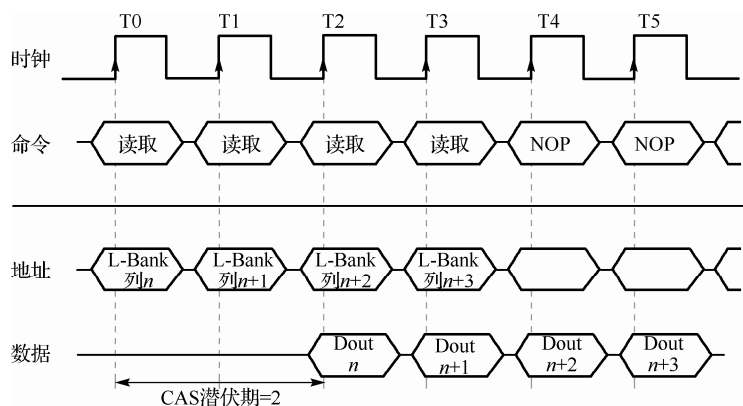 T0 T1 T2 T3 T4 T5
时钟
命令 读取 读取 读取 读取 NOP NOP
地址 L-Bank L-Bank L-Bank L-Bank
列n 列n+1 列n+2 列n+3
数据 Dout Dout Dout Dout
n n+1 n+2 n+3
CAS潜伏期=2